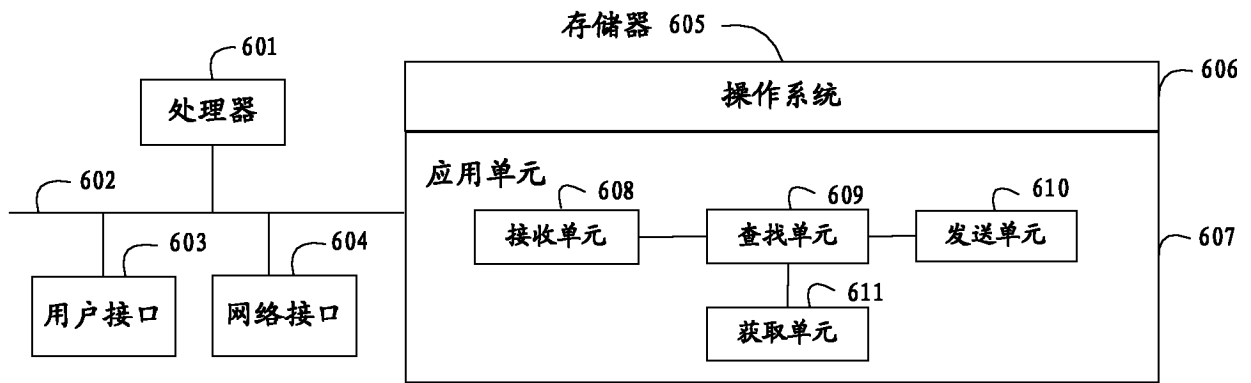 存储器 605
601
606
处理器
操作系统
应用单元
602
608
609
610
接收单元
查找单元
发送单元
607
603
604
用户接口
网络接口
611
获取单元